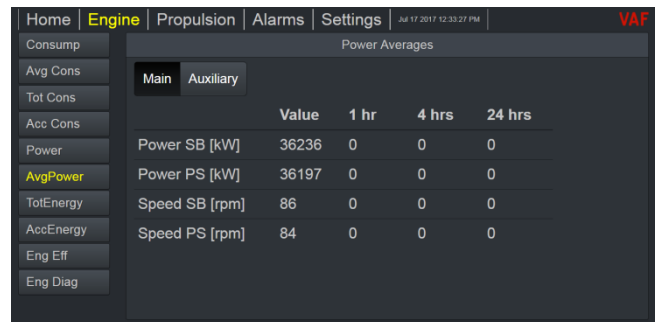 Home Engine Propulsion Alarms Settings Jul 17 2017 12:33:27 PM VAF
Consump
Avg Cons
Tot Cons
Acc Cons
Power
AvgPower
TotEnergy
AccEnergy
Eng Eff
Eng Diag
Power Averages
Main Auxiliary
Value 1 hr 4 hrs 24 hrs
Power SB [kW] 36236 0 0 0
Power PS [kW] 36197 0 0 0
Speed SB [rpm] 86 0 0 0
Speed PS [rpm] 84 0 0 0